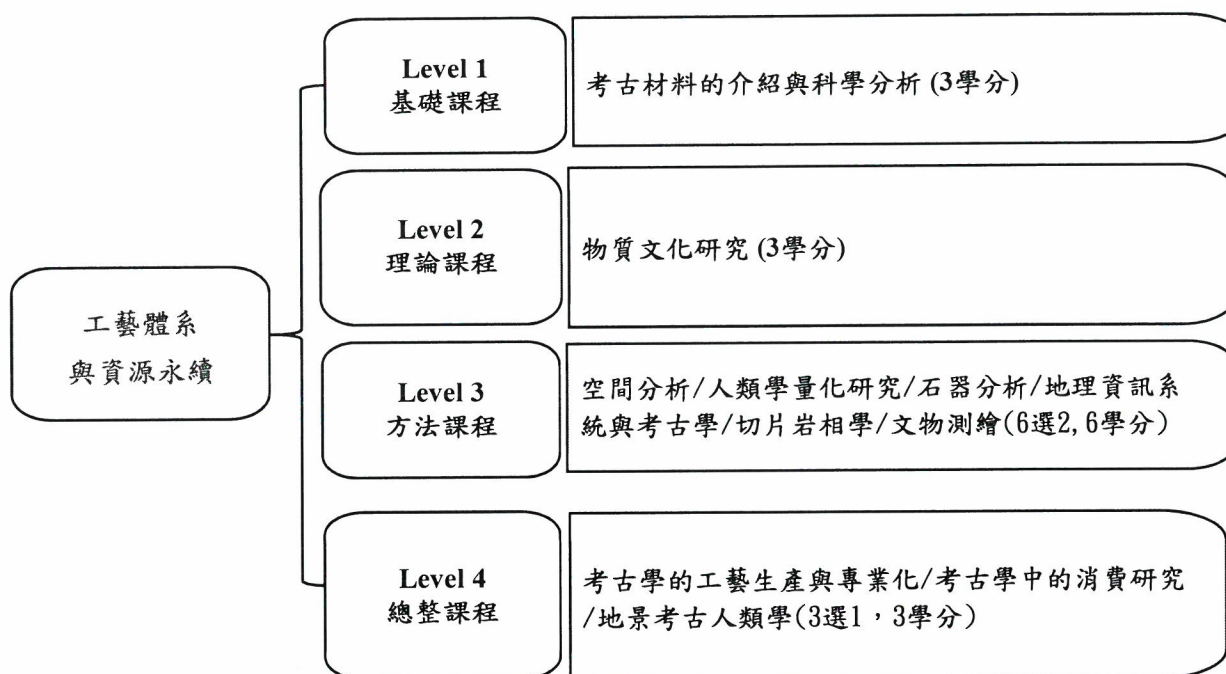 工藝體系
與資源永續
Level 1
基礎課程
考古材料的介紹與科學分析 (3學分)
Level 2
理論課程
物質文化研究 (3學分)
Level 3
方法課程
空間分析/人類學量化研究/石器分析/地理資訊系
統與考古學/切片岩相學/文物測繪(6選2, 6學分)
Level 4
總整課程
考古學的工藝生產與專業化/考古學中的消費研究
/地景考古人類學(3選1，3學分)